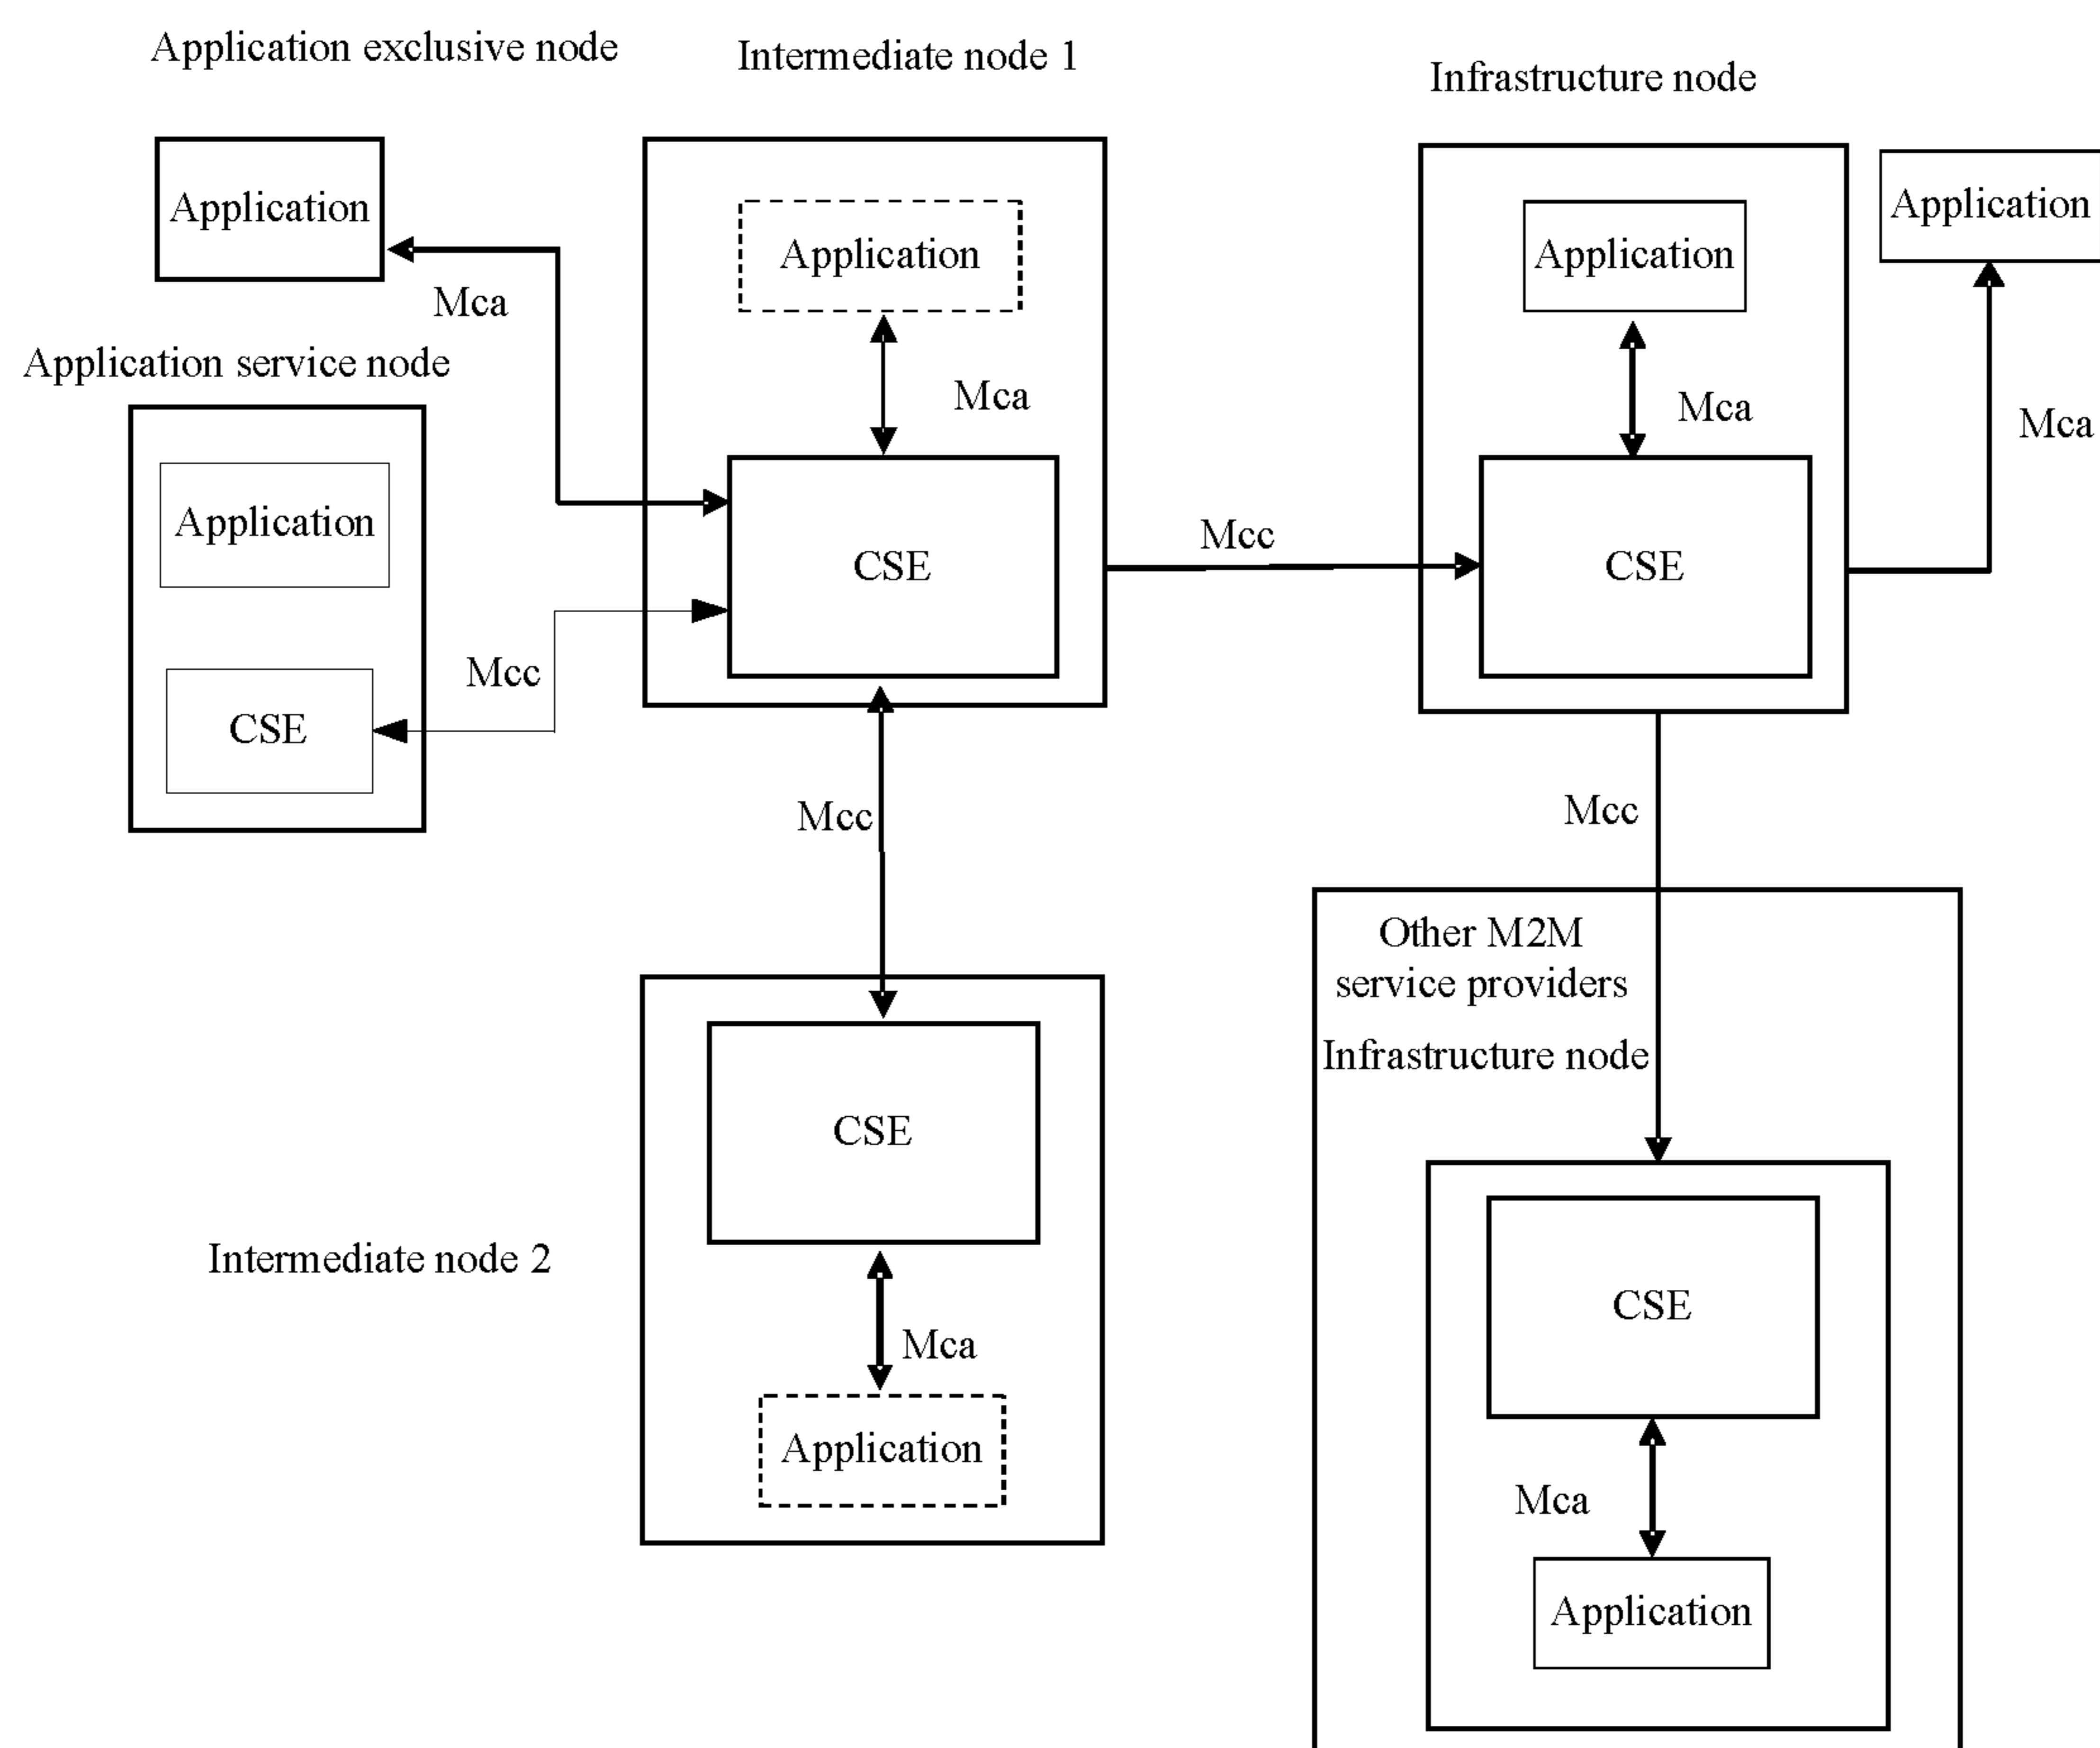 Application exclusive node
Intermediate node 1
Infrastructure node
Application
Application
Application
Application
Mca
Application service node
Mca
Mca
Mca
Application
CSE
CSE
Mcc
Mcc
CSE
Mcc
Mcc
Other M2M
service providers
Infrastructure node
CSE
Intermediate node 2
CSE
Mca
Application
Mca
Application